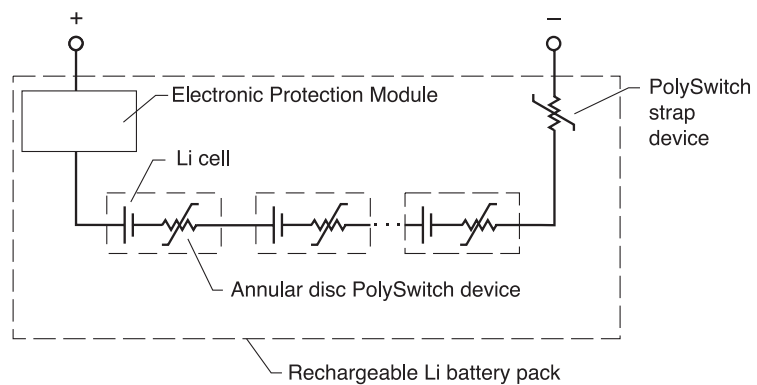 +
–
Electronic Protection Module
PolySwitch
strap
device
Li cell
Annular disc PolySwitch device
Rechargeable Li battery pack